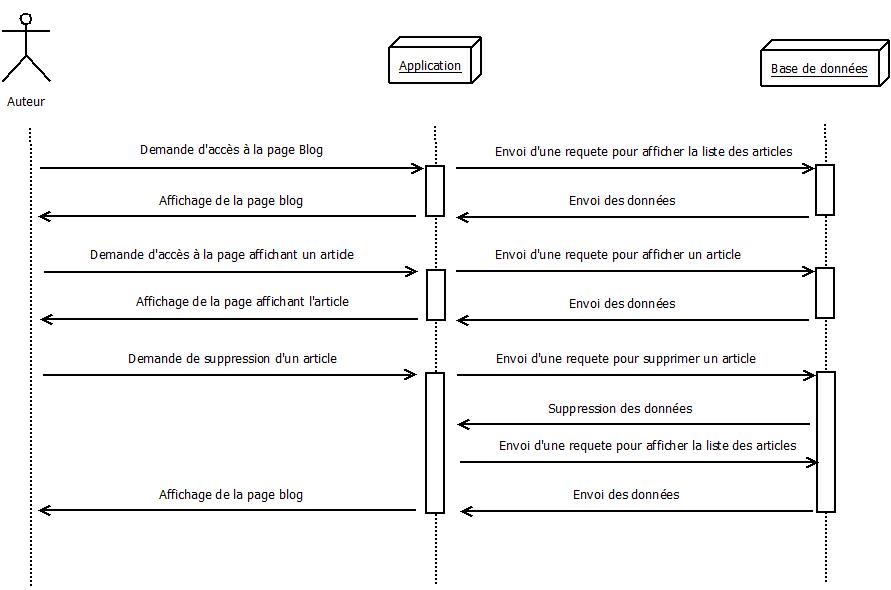 Application
Base de données
Auteur
Demande d'accès à la page Blog
Envoi d'une requete pour afficher la liste des articles
Affichage de la page blog
Envoi des données
Demande d'accès à la page affichant un article
Envoi d'une requete pour afficher un article
Affichage de la page affichant l'article
Envoi des données
Demande de suppression d'un article
Envoi d'une requete pour supprimer un article
Suppression des données
Envoi d'une requete pour afficher la liste des articles
Affichage de la page blog
Envoi des données